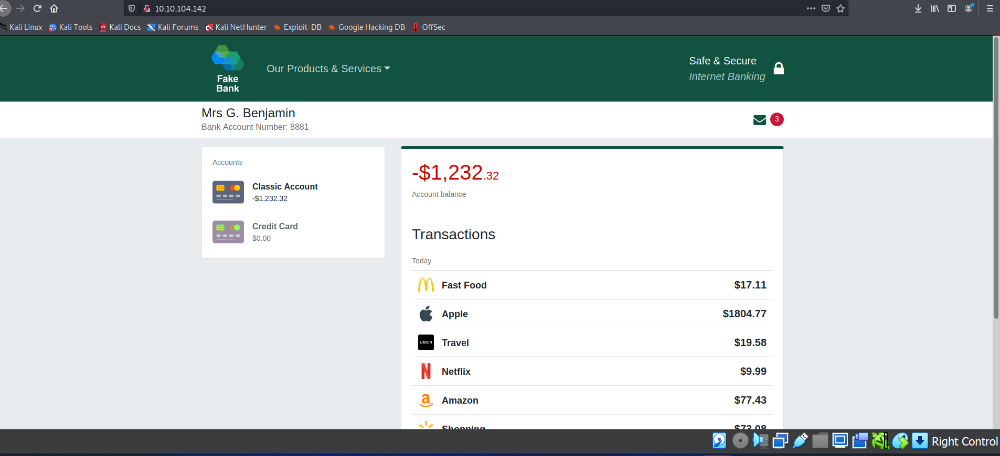 10.10.104.142
Kali Linux Kali Tools Kali Docs Kali Forums Kali NetHunter Exploit-DB Google Hacking DB OffSec
Fake
Bank
Our Products & Services
Safe & Secure
Internet Banking
Mrs G. Benjamin
Bank Account Number: 8881
3
Accounts
Classic Account
-$1,232.32
Credit Card
$0.00
-$1,232.32
Account balance
Transactions
Today
Fast Food $17.11
Apple $1804.77
UBER Travel $19.58
Netflix $9.99
Amazon $77.43
Shopping $73.08
Right Control